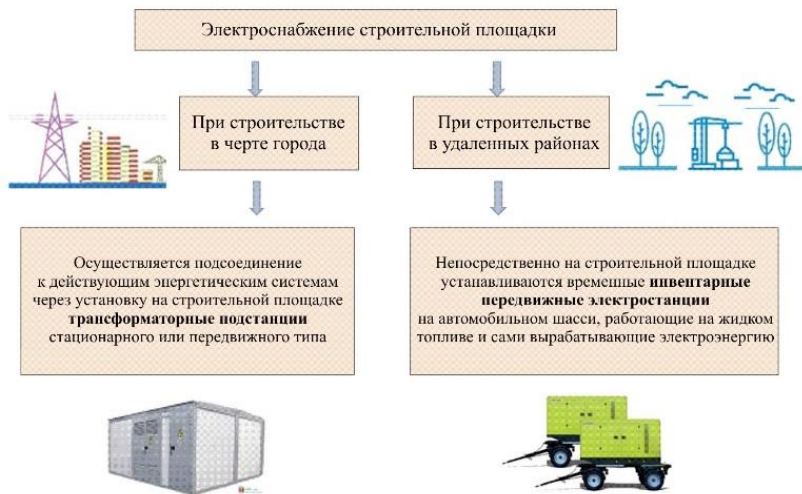 Электроснабжение строительной площадки
При строительстве
в черте города
При строительстве
в удаленных районах
Осуществляется подсоединение
к действующим энергетическим системам
через установку на строительной площадке
трансформаторные подстанции
стационарного или передвижного типа
Непосредственно на строительной площадке
устанавливаются временные инвентарные
передвижные электростанции
на автомобильном шасси, работающие на жидком
топливе и сами вырабатывающие электроэнергию